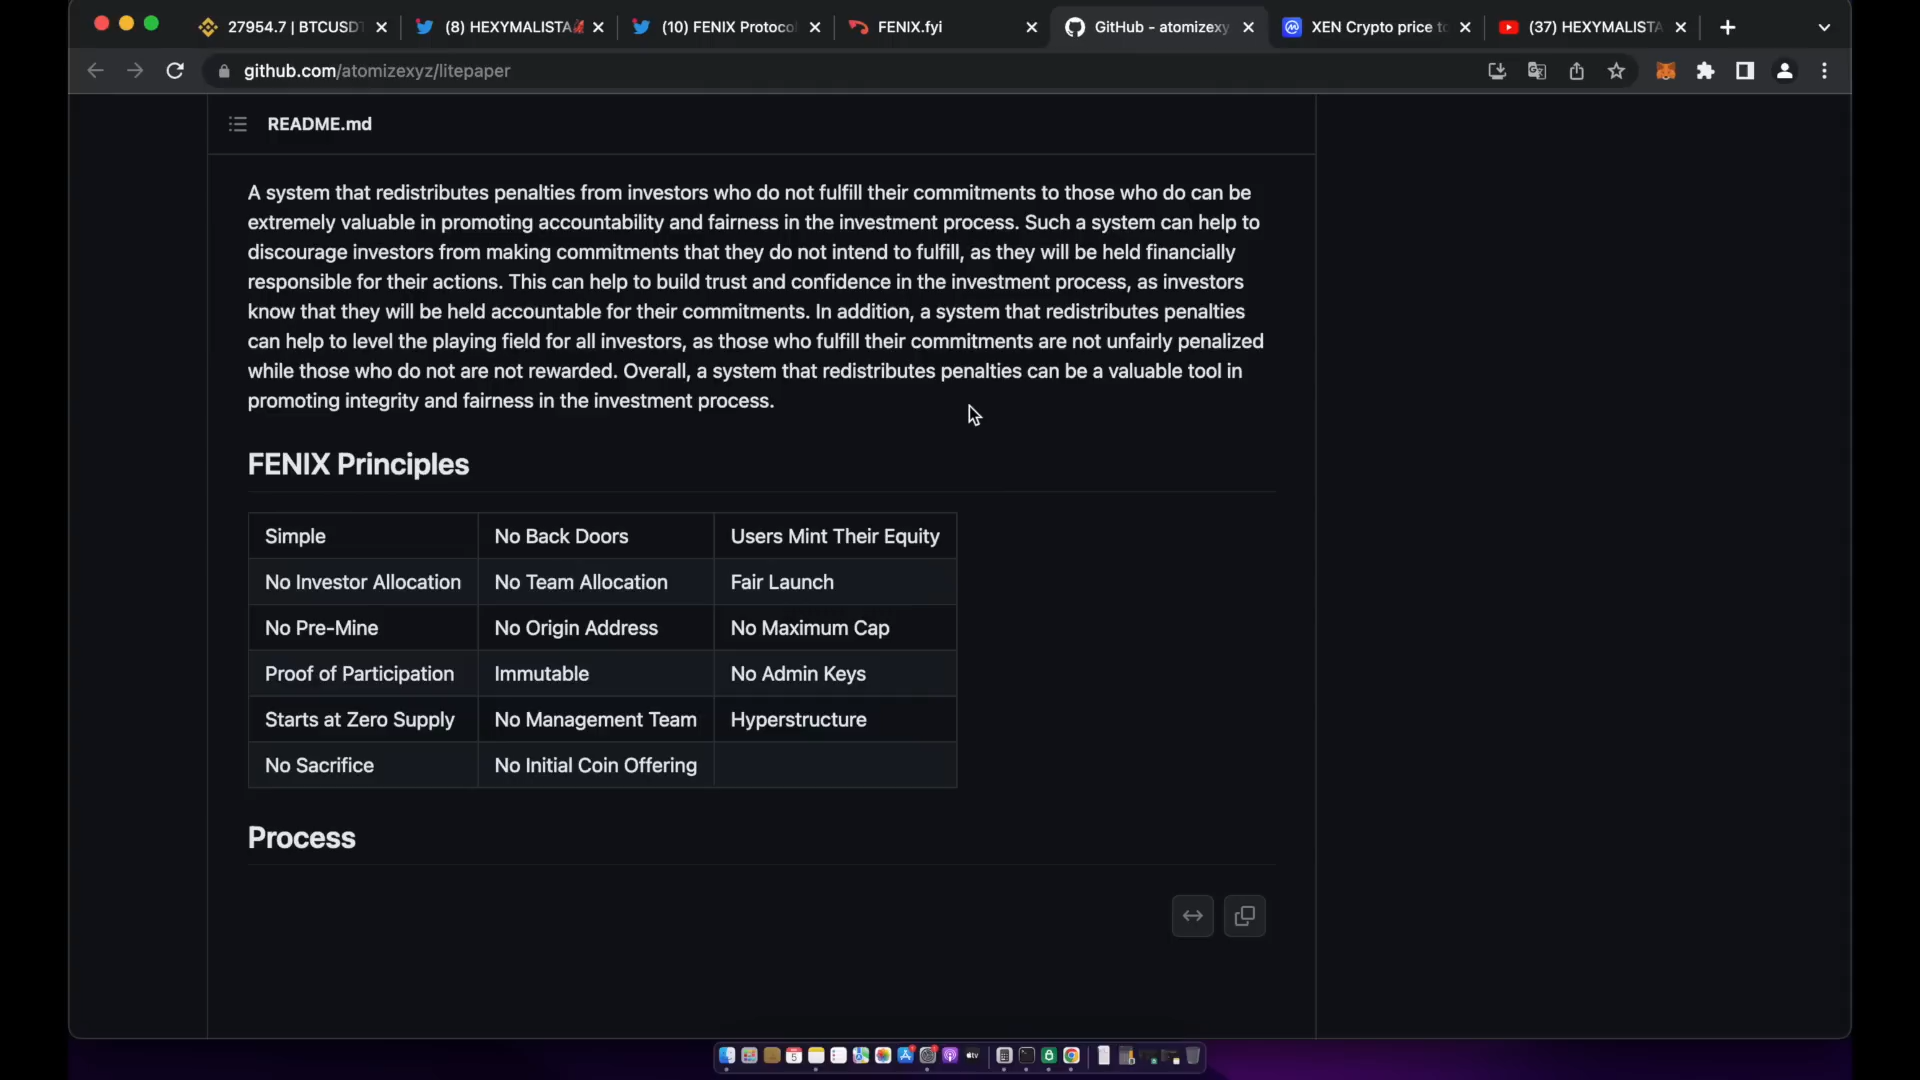 27954.7 | BTCUSDT
(8) HEXYMALISTA
(10) FENIX Protoco
FENIX.fyi
GitHub - atomizexy
XEN Crypto price to
(37) HEXYMALISTA
github.com/atomizexyz/litepaper
README.md
A system that redistributes penalties from investors who do not fulfill their commitments to those who do can be
extremely valuable in promoting accountability and fairness in the investment process. Such a system can help to
discourage investors from making commitments that they do not intend to fulfill, as they will be held financially
responsible for their actions. This can help to build trust and confidence in the investment process, as investors
know that they will be held accountable for their commitments. In addition, a system that redistributes penalties
can help to level the playing field for all investors, as those who fulfill their commitments are not unfairly penalized
while those who do not are not rewarded. Overall, a system that redistributes penalties can be a valuable tool in
promoting integrity and fairness in the investment process.
FENIX Principles
Simple No Back Doors Users Mint Their Equity
No Investor Allocation No Team Allocation Fair Launch
No Pre-Mine No Origin Address No Maximum Cap
Proof of Participation Immutable No Admin Keys
Starts at Zero Supply No Management Team Hyperstructure
No Sacrifice No Initial Coin Offering
Process